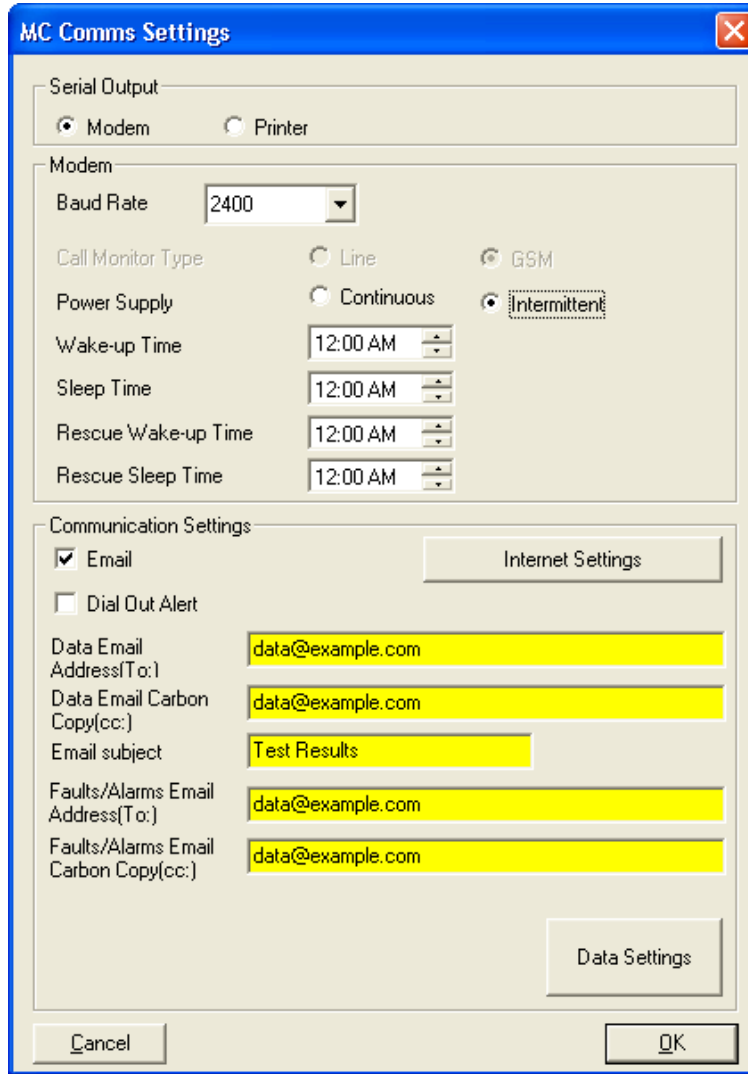 MC Comms Settings
Serial Output
Modem Printer
Modem
Baud Rate 2400
Call Monitor Type Line GSM
Power Supply Continuous Intermittent
Wake-up Time 12:00 AM
Sleep Time 12:00 AM
Rescue Wake-up Time 12:00 AM
Rescue Sleep Time 12:00 AM
Communication Settings
Email Internet Settings
Dial Out Alert
Data Email
Address(To:) data@example.com
Data Email Carbon
Copy(cc:) data@example.com
Email subject Test Results
Faults/Alarms Email
Address(To:) data@example.com
Faults/Alarms Email
Carbon Copy(cc:) data@example.com
Data Settings
Cancel OK